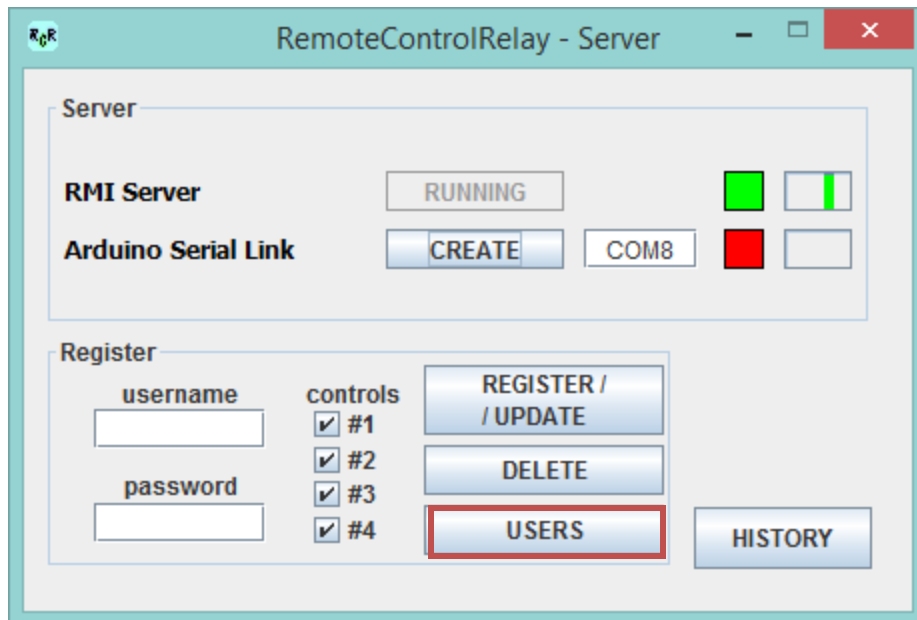 RCR
RemoteControlRelay - Server
Server
RMI Server
RUNNING
Arduino Serial Link
CREATE
COM8
Register
username
controls
REGISTER /
/ UPDATE
#1
#2
DELETE
password
#3
#4
USERS
HISTORY